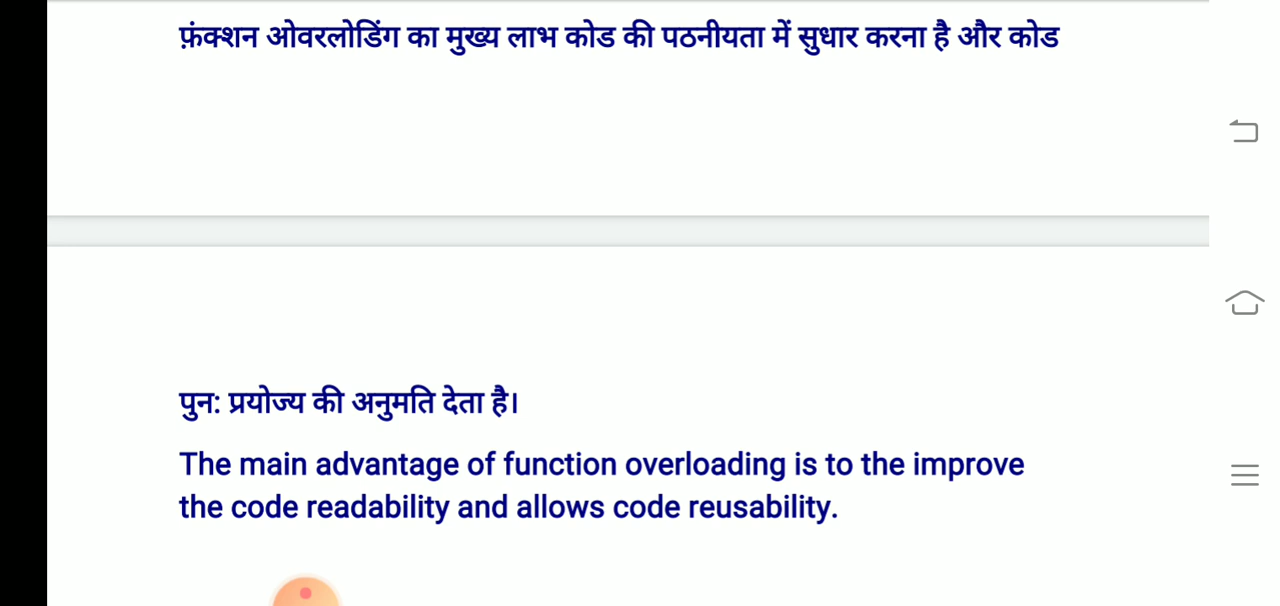 फ़ंक्शन ओवरलोडिंग का मुख्य लाभ कोड की पठनीयता में सुधार करना है और कोड
पुन: प्रयोज्य की अनुमति देता है।
The main advantage of function overloading is to the improve
the code readability and allows code reusability.